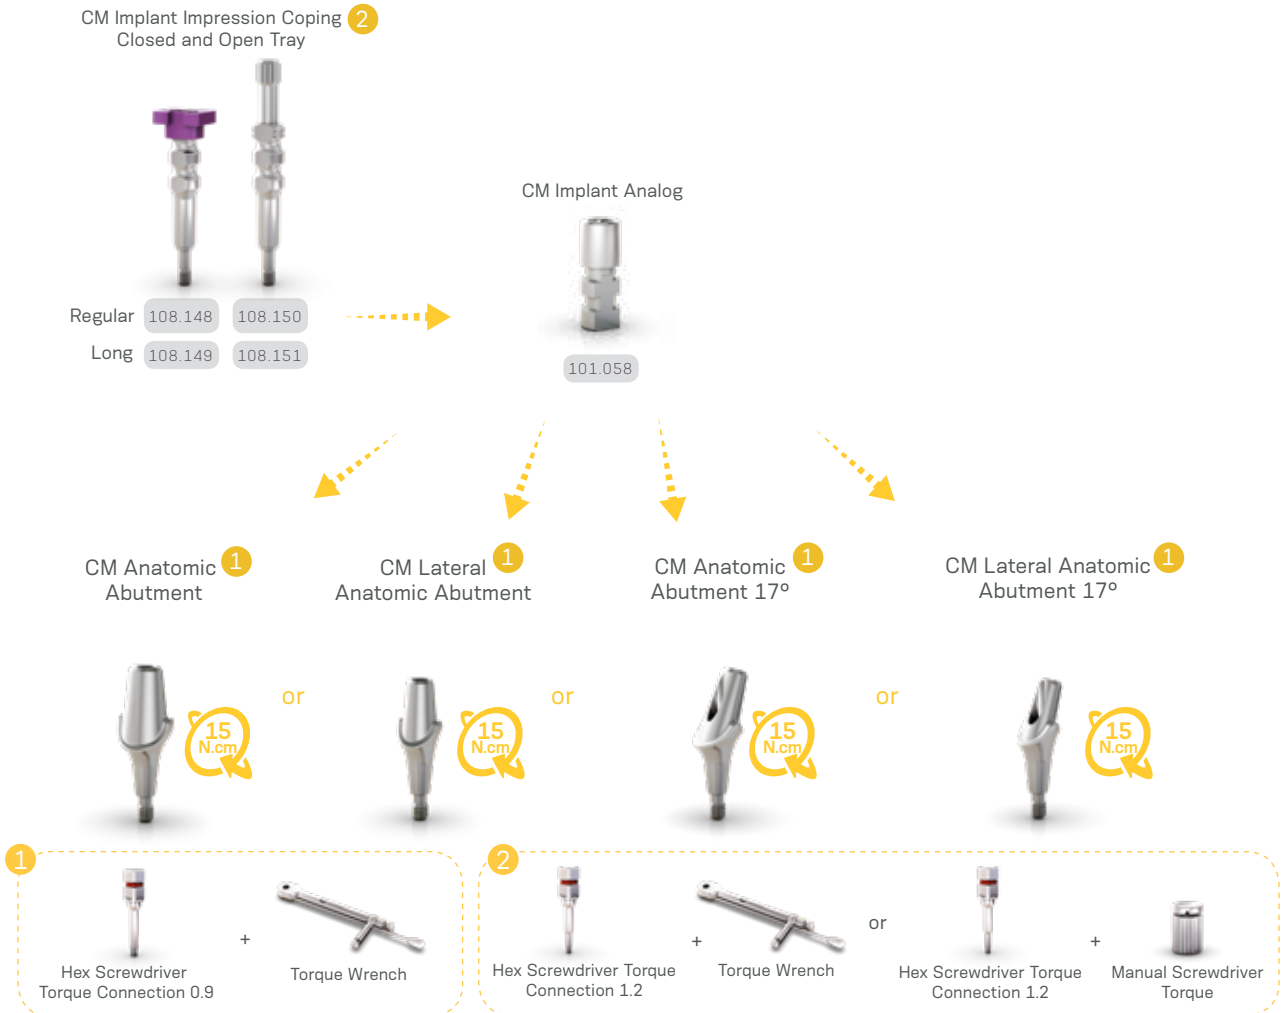 CM Implant Impression Coping 2
Closed and Open Tray
CM Implant Analog
Regular 108.148 108.150
Long 108.149 108.151
101.058
CM Anatomic 1
Abutment
CM Lateral 1
Anatomic Abutment
CM Anatomic 1
Abutment 17º
CM Lateral Anatomic 1
Abutment 17º
15
N.cm
or
15
N.cm
or
15
N.cm
or
15
N.cm
1
Hex Screwdriver
Torque Connection 0.9
+
Torque Wrench
2
Hex Screwdriver Torque
Connection 1.2
+
Torque Wrench
or
Hex Screwdriver Torque
Connection 1.2
+
Manual Screwdriver
Torque